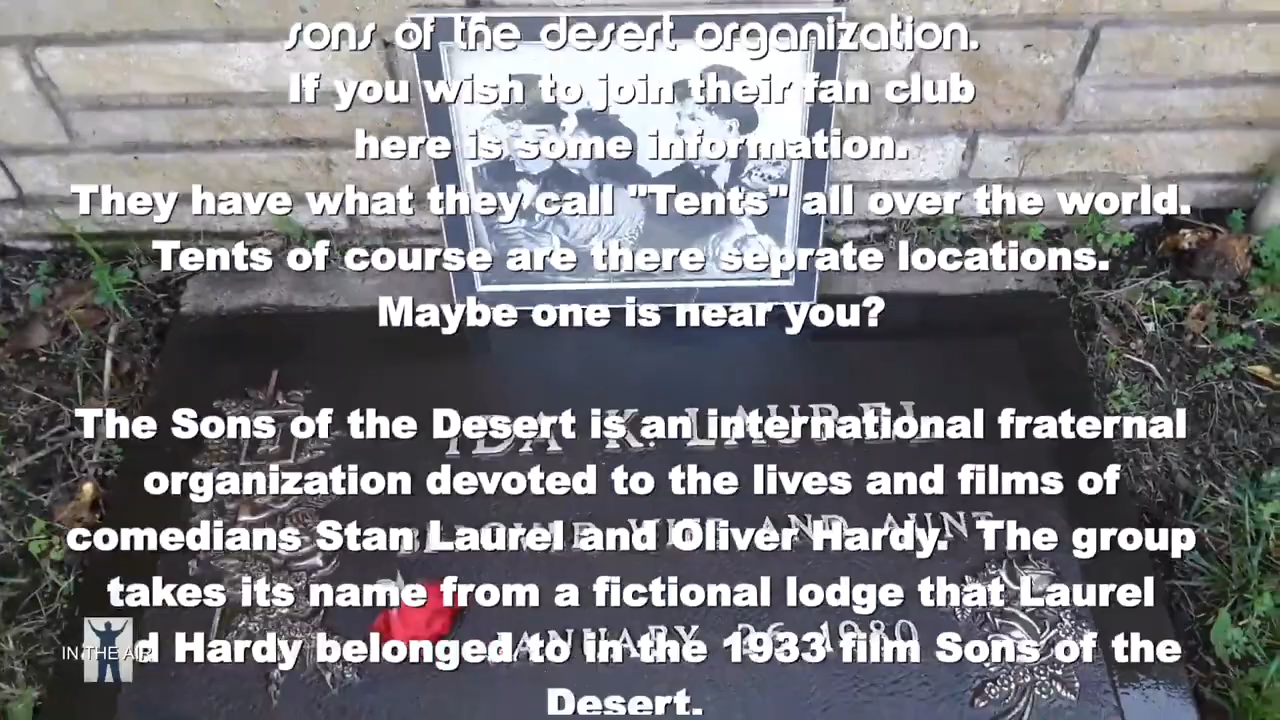 sons of the desert organization.
If you wish to join their fan club
here is some information.
They have what they call "Tents" all over the world.
Tents of course are there seprate locations.
Maybe one is near you?
IDA K. LAUREL
The Sons of the Desert is an international fraternal
organization devoted to the lives and films of
BELOVED WIFE AND AUNT
comedians Stan Laurel and Oliver Hardy. The group
takes its name from a fictional lodge that Laurel
JANUARY 26 1980
Hardy belonged to in the 1933 film Sons of the
Desert.
IN THE AIR